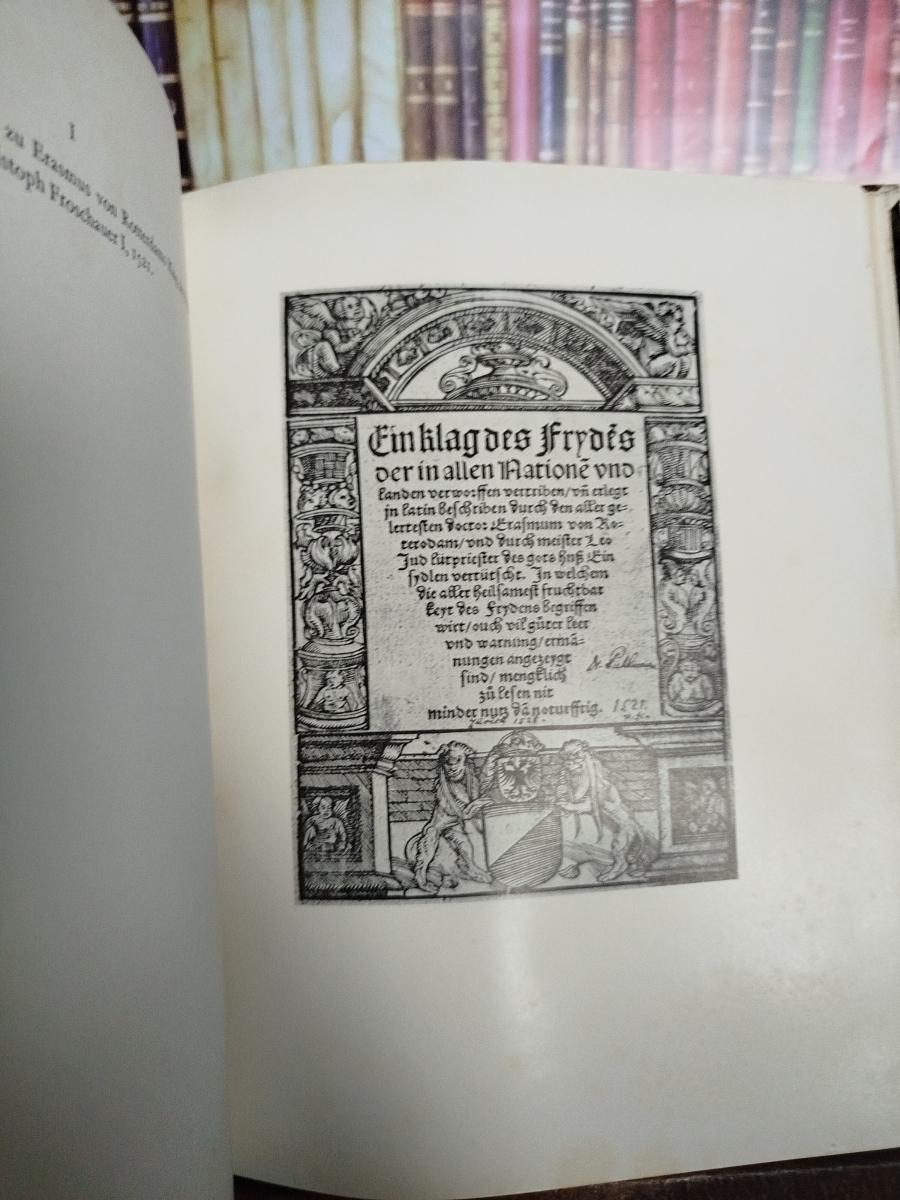 I
zu Erasmus von Rotterdam
stoph Froschauer I, 1521.
Ein klag des Frydēs
der in allen Nationē vnd
landen verworffen vertriben/vñ erlegt
jn latin beschriben durch den aller ge⸗
lertesten doctor Erasmum von Ro⸗
terodam/vnd durch meister Leo
Jud lütpriester des gots huß Ein
sydlen vertütscht. In welchem
die aller heilsamest fruchtbar
keyt des Frydens begriffen
wirt/ouch vil gůter leer
vnd warnung/ermā⸗
nungen angezeygt
sind/mengklich
zů lesen nit
minder nutz dañ noturfftig. 1521.